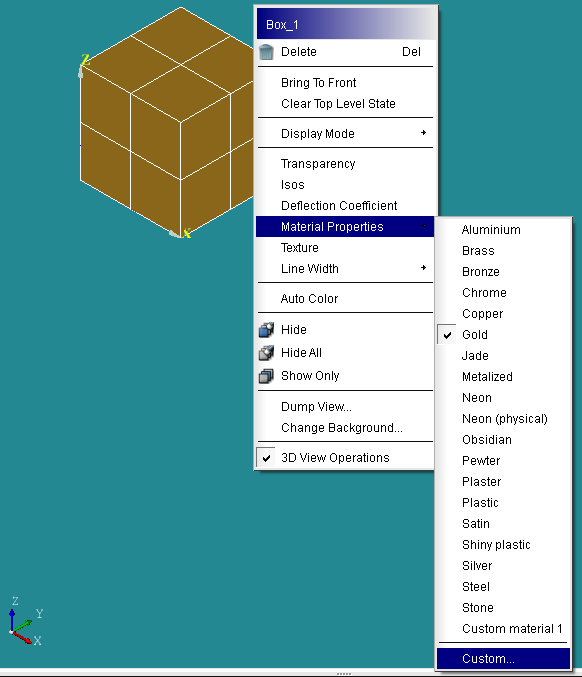 Z
X
Box_1
Delete Del
Bring To Front
Clear Top Level State
Display Mode
Transparency
Isos
Deflection Coefficient
Material Properties
Texture
Line Width
Auto Color
Hide
Hide All
Show Only
Dump View...
Change Background...
3D View Operations
Aluminium
Brass
Bronze
Chrome
Copper
Gold
Jade
Metalized
Neon
Neon (physical)
Obsidian
Pewter
Plaster
Plastic
Satin
Shiny plastic
Silver
Steel
Stone
Custom material 1
Custom...
Z
Y
X